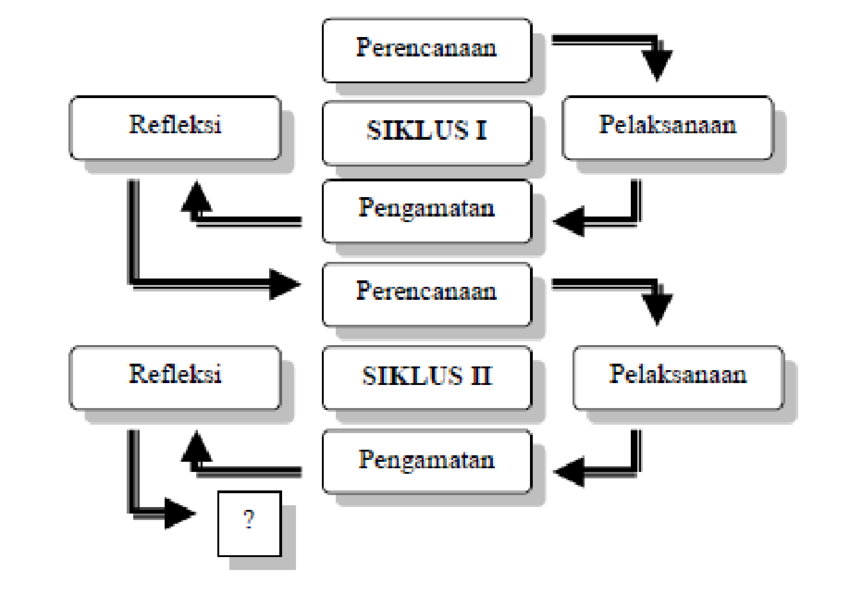 Perencanaan
Refleksi
SIKLUS I
Pelaksanaan
Pengamatan
Perencanaan
Refleksi
SIKLUS II
Pelaksanaan
Pengamatan
?